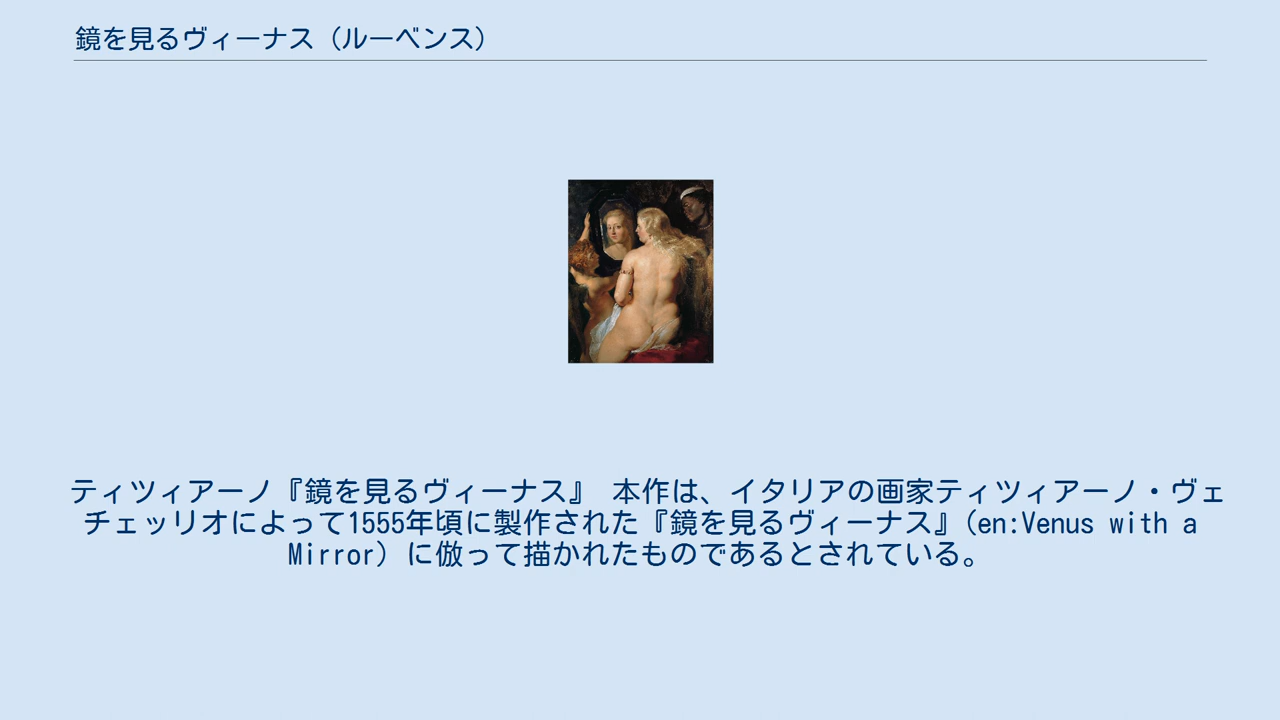 鏡を見るヴィーナス（ルーベンス）
ティツィアーノ『鏡を見るヴィーナス』 本作は、イタリアの画家ティツィアーノ・ヴェ
チェッリオによって1555年頃に製作された『鏡を見るヴィーナス』（en:Venus with a
Mirror）に倣って描かれたものであるとされている。